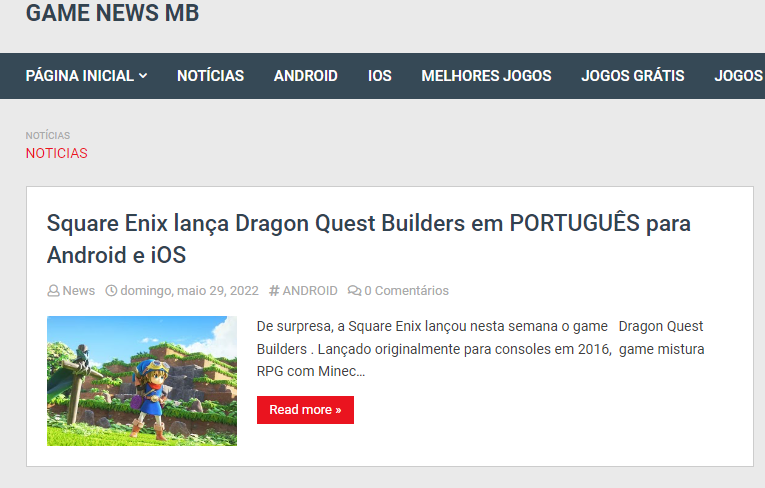 GAME NEWS MB
PÁGINA INICIAL NOTÍCIAS ANDROID IOS MELHORES JOGOS JOGOS GRÁTIS JOGOS
NOTÍCIAS
NOTICIAS
Square Enix lança Dragon Quest Builders em PORTUGUÊS para
Android e iOS
News domingo, maio 29, 2022 # ANDROID 0 Comentários
De surpresa, a Square Enix lançou nesta semana o game Dragon Quest
Builders . Lançado originalmente para consoles em 2016, game mistura
RPG com Minec...
Read more »